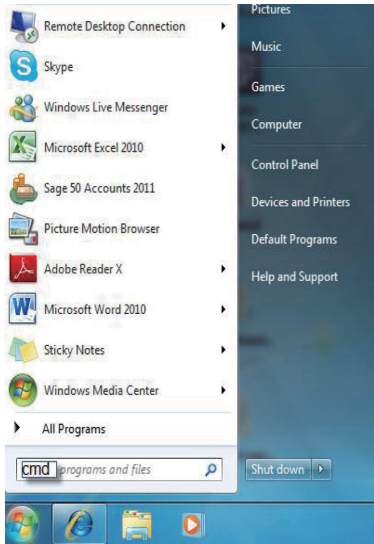 Remote Desktop Connection
Skype
Windows Live Messenger
Microsoft Excel 2010
Sage 50 Accounts 2011
Picture Motion Browser
Adobe Reader X
Microsoft Word 2010
Sticky Notes
Windows Media Center
All Programs
cmd programs and files
Pictures
Music
Games
Computer
Control Panel
Devices and Printers
Default Programs
Help and Support
Shut down